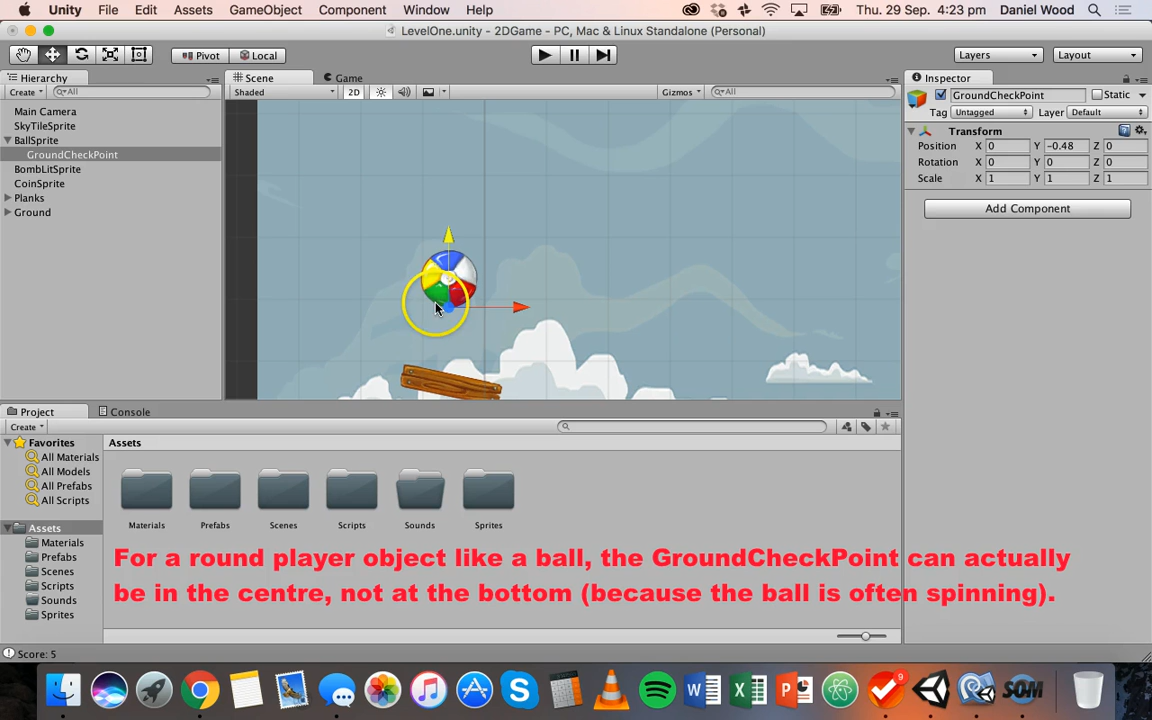 Unity File Edit Assets GameObject Component Window Help Thu. 29 Sep. 4:23 pm Daniel Wood
LevelOne.unity - 2DGame - PC, Mac & Linux Standalone (Personal)
Pivot Local Layers Layout
Hierarchy Scene Game Inspector
Create All Shaded 2D Gizmos All
GroundCheckPoint Static
Tag Untagged Layer Default
Transform
Position X 0 Y -0.48 Z 0
Rotation X 0 Y 0 Z 0
Scale X 1 Y 1 Z 1
Add Component
Main Camera
SkyTileSprite
BallSprite
GroundCheckPoint
BombLitSprite
CoinSprite
Planks
Ground
Project Console
Create
Favorites
All Materials
All Models
All Prefabs
All Scripts
Assets
Materials
Prefabs
Scenes
Scripts
Sounds
Sprites
Assets
Materials Prefabs Scenes Scripts Sounds Sprites
For a round player object like a ball, the GroundCheckPoint can actually
be in the centre, not at the bottom (because the ball is often spinning).
Score: 5
9
SOM